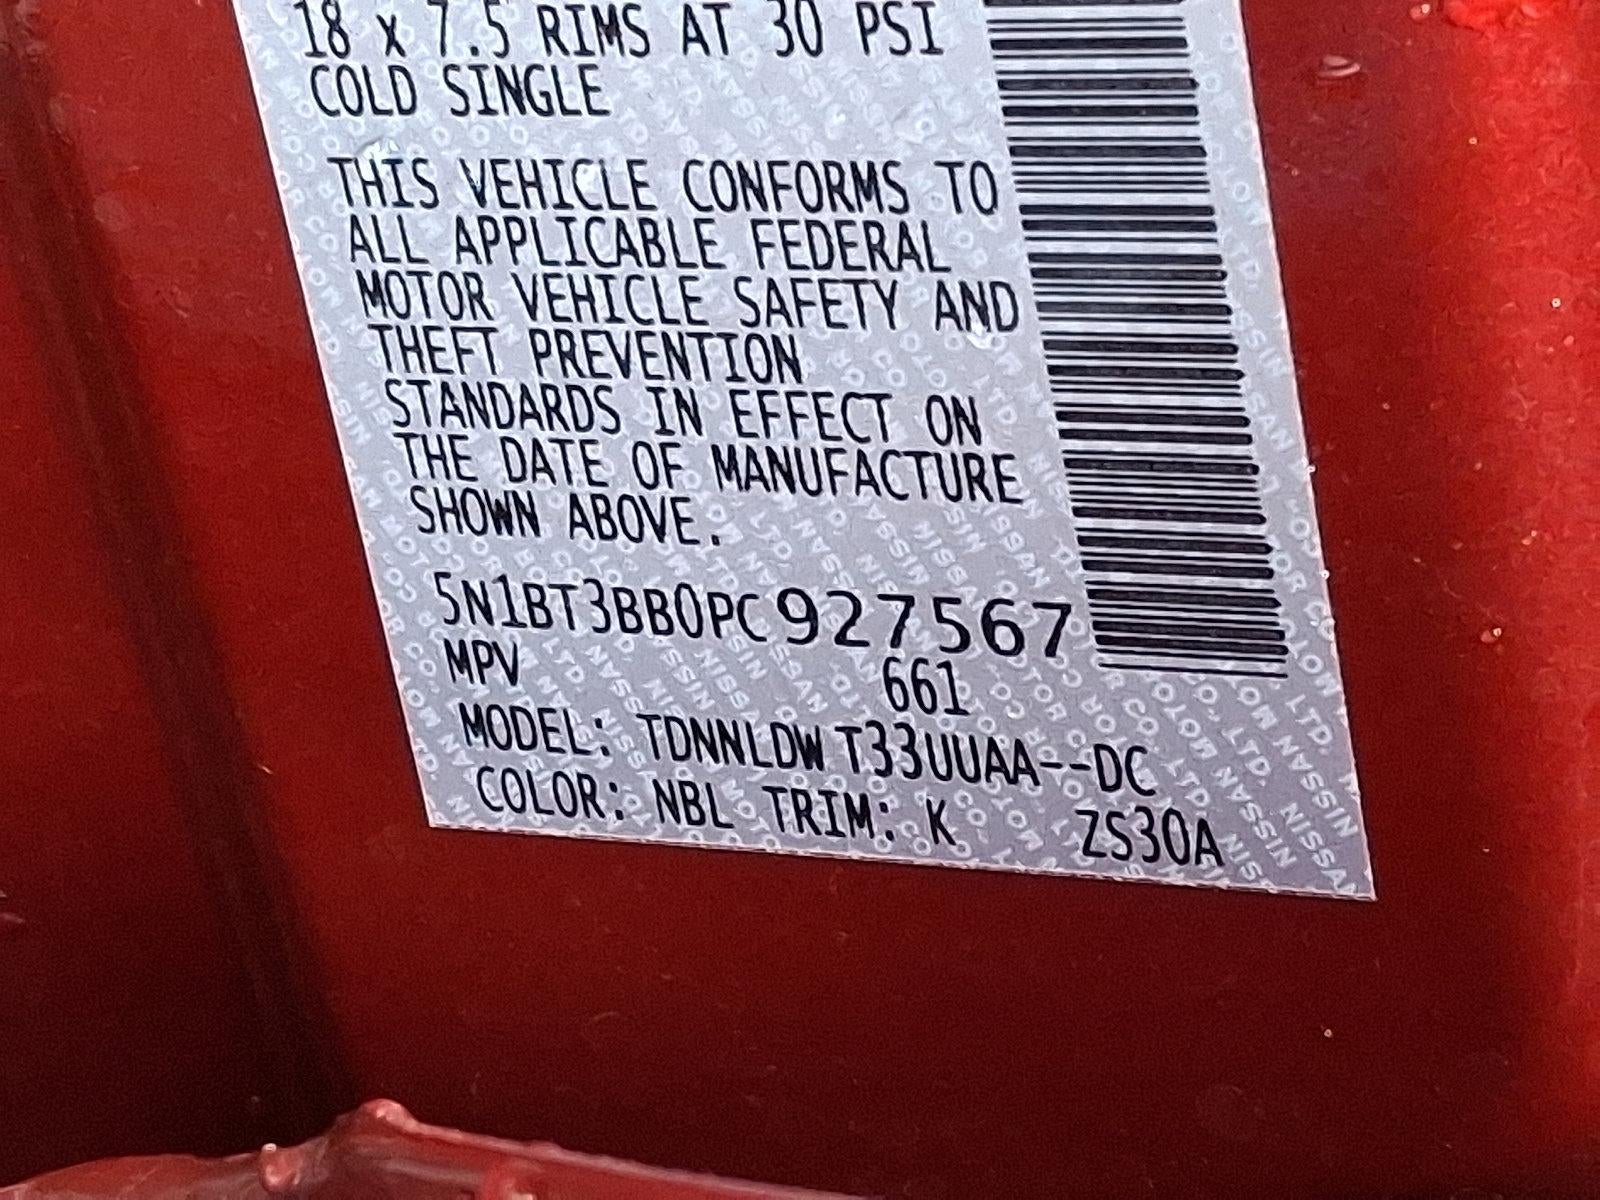 18 x 7.5 RIMS AT 30 PSI
COLD SINGLE
THIS VEHICLE CONFORMS TO
ALL APPLICABLE FEDERAL
MOTOR VEHICLE SAFETY AND
THEFT PREVENTION
STANDARDS IN EFFECT ON
THE DATE OF MANUFACTURE
SHOWN ABOVE.
5N1BT3BB0PC927567
MPV 661
MODEL: TDNNLDW T33UUAA--DC
COLOR: NBL TRIM: K ZS30A